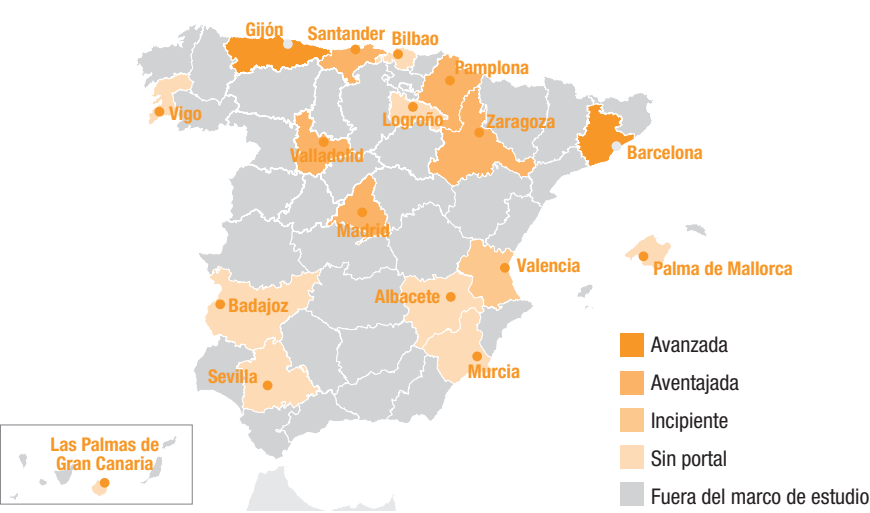 Gijón
Santander
Bilbao
Pamplona
Vigo
Logroño
Zaragoza
Valladolid
Barcelona
Madrid
Valencia
Palma de Mallorca
Badajoz
Albacete
Sevilla
Murcia
Las Palmas de
Gran Canaria
Avanzada
Aventajada
Incipiente
Sin portal
Fuera del marco de estudio